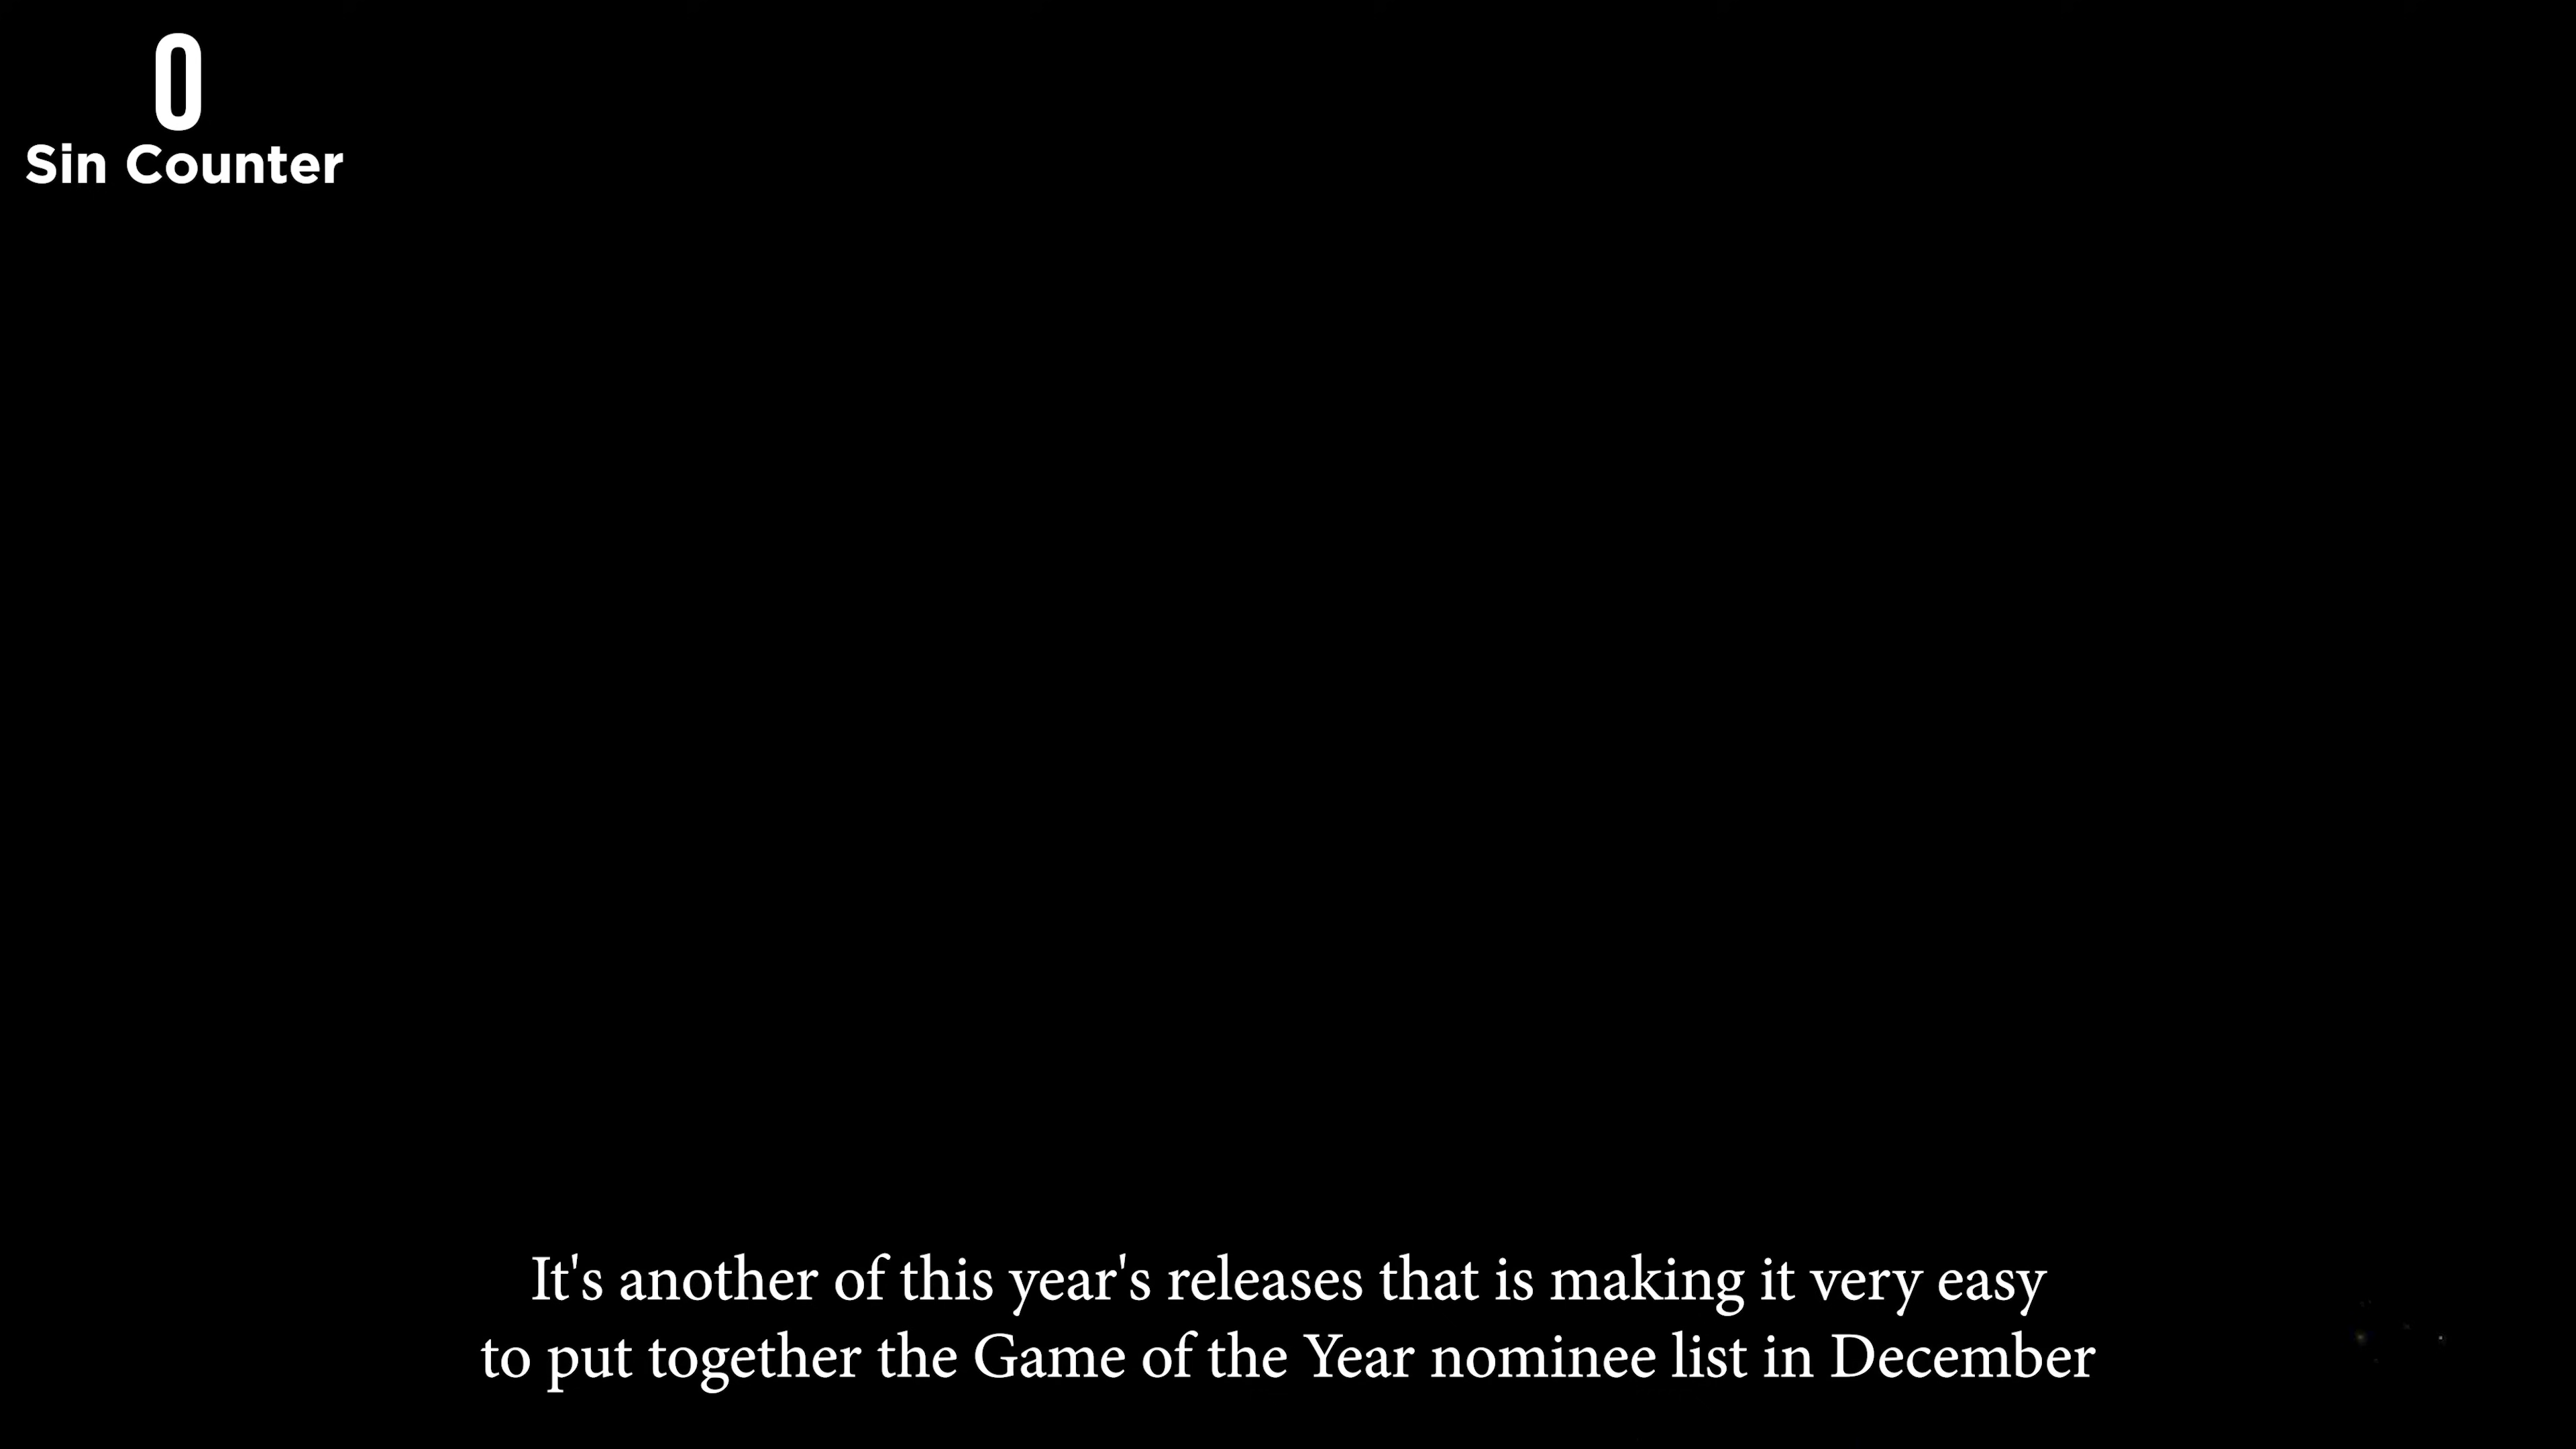 0
Sin Counter
It's another of this year's releases that is making it very easy
to put together the Game of the Year nominee list in December